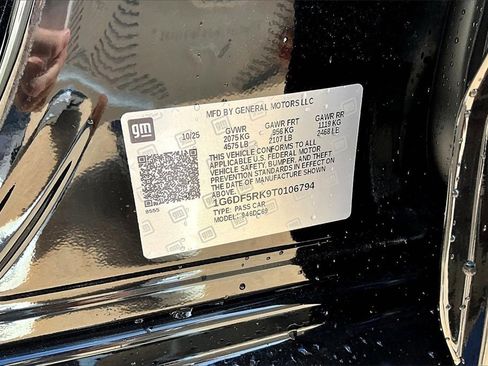 MFD BY GENERAL MOTORS LLC
gm
10/25
GVWR GAWR FRT GAWR RR
2075 KG 956 KG 1119 KG
4575 LB 2107 LB 2468 LB
THIS VEHICLE CONFORMS TO ALL
APPLICABLE U.S. FEDERAL MOTOR
VEHICLE SAFETY, BUMPER, AND THEFT
PREVENTION STANDARDS IN EFFECT ON
THE DATE OF MANUFACTURE SHOWN
ABOVE.
1G6DF5RK9T0106794
TYPE: PASS CAR
MODEL: